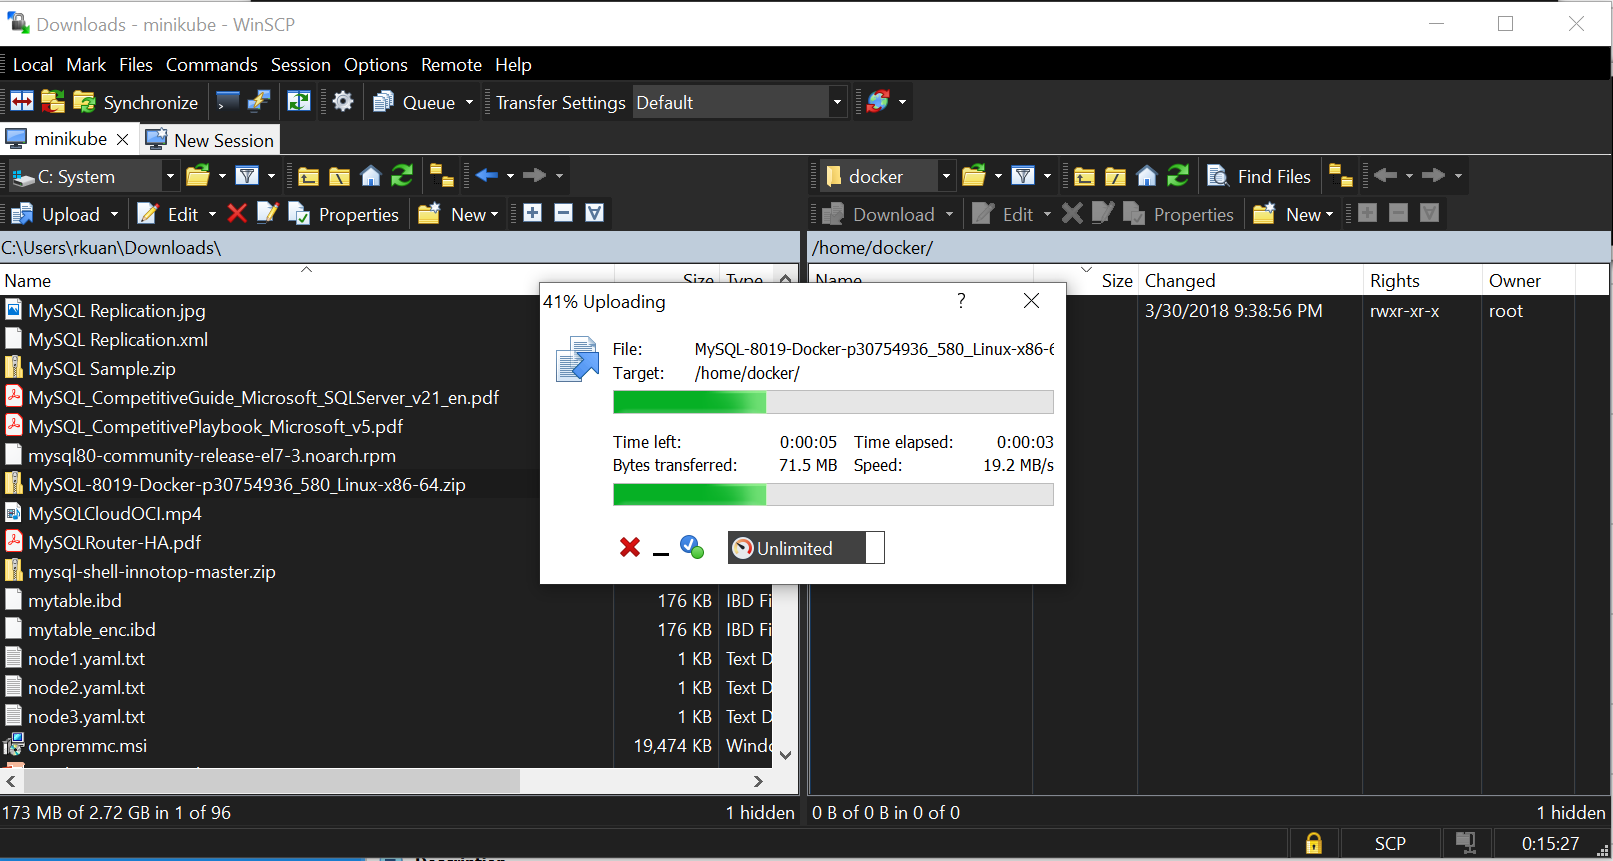 Downloads - minikube - WinSCP
Local Mark Files Commands Session Options Remote Help
Synchronize Queue Transfer Settings Default
minikube New Session
C: System
docker Find Files
Upload Edit Properties New
Download Edit Properties New
C:\Users\rkuan\Downloads\
/home/docker/
Name Size Type
Name Size Changed Rights Owner
MySQL Replication.jpg
3/30/2018 9:38:56 PM rwxr-xr-x root
MySQL Replication.xml
MySQL Sample.zip
MySQL_CompetitiveGuide_Microsoft_SQLServer_v21_en.pdf
MySQL_CompetitivePlaybook_Microsoft_v5.pdf
mysql80-community-release-el7-3.noarch.rpm
MySQL-8019-Docker-p30754936_580_Linux-x86-64.zip
MySQLCloudOCI.mp4
MySQLRouter-HA.pdf
mysql-shell-innotop-master.zip
mytable.ibd 176 KB IBD Fi
mytable_enc.ibd 176 KB IBD Fi
node1.yaml.txt 1 KB Text D
node2.yaml.txt 1 KB Text D
node3.yaml.txt 1 KB Text D
onpremmc.msi 19,474 KB Windo
41% Uploading ?
File: MySQL-8019-Docker-p30754936_580_Linux-x86-6
Target: /home/docker/
Time left: 0:00:05 Time elapsed: 0:00:03
Bytes transferred: 71.5 MB Speed: 19.2 MB/s
Unlimited
173 MB of 2.72 GB in 1 of 96 1 hidden
0 B of 0 B in 0 of 0 1 hidden
SCP 0:15:27